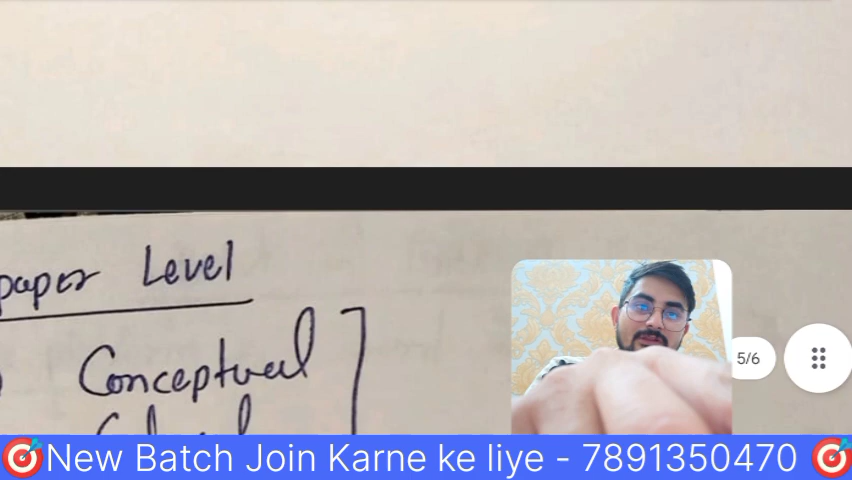 paper Level
Conceptual
5/6
🎯New Batch Join Karne ke liye - 7891350470 🎯